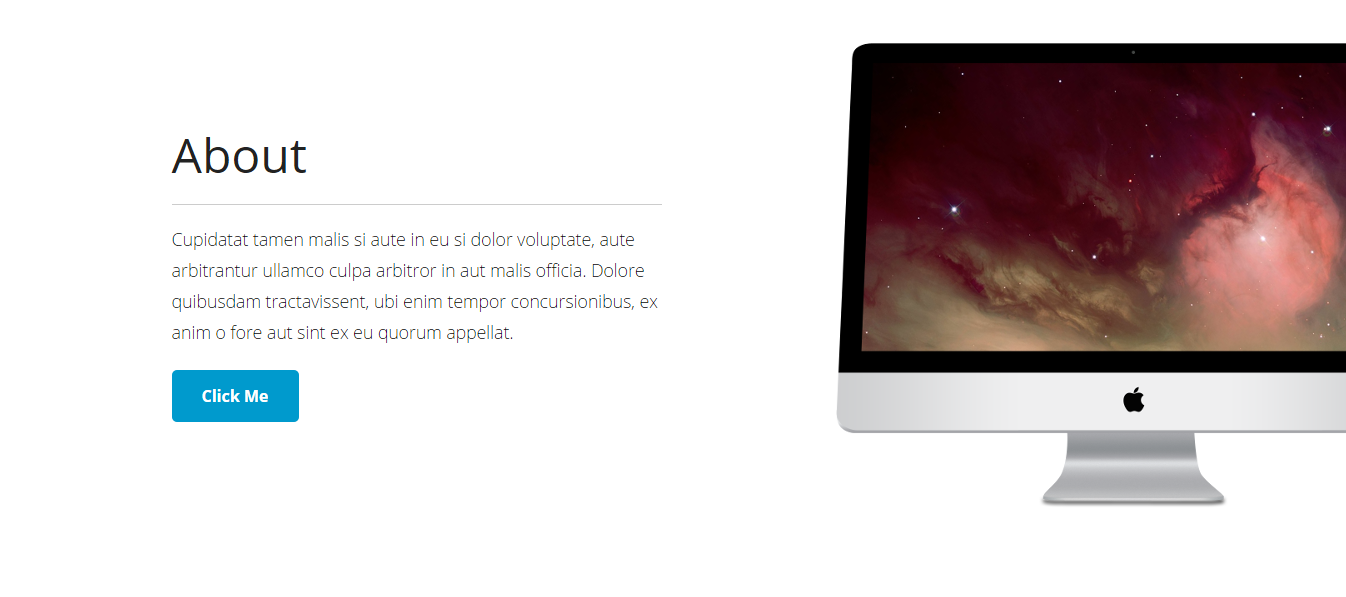 About
Cupidatat tamen malis si aute in eu si dolor voluptate, aute
arbitrantur ullamco culpa arbitror in aut malis officia. Dolore
quibusdam tractavissent, ubi enim tempor concursionibus, ex
anim o fore aut sint ex eu quorum appellat.
Click Me